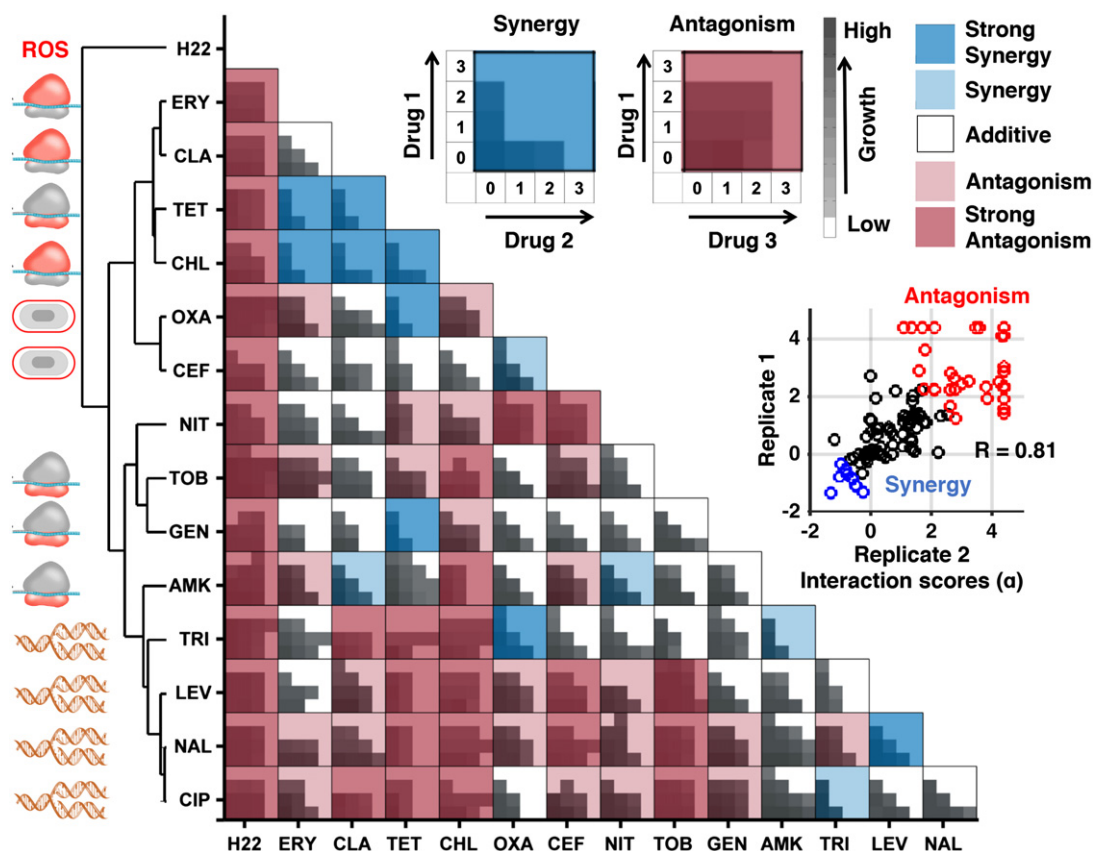 ROS
H22
ERY
CLA
TET
CHL
OXA
CEF
NIT
TOB
GEN
AMK
TRI
LEV
NAL
CIP
H22 ERY CLA TET CHL OXA CEF NIT TOB GEN AMK TRI LEV NAL
Synergy
Drug 1
3
2
1
0
0 1 2 3
Drug 2
Antagonism
Drug 1
3
2
1
0
0 1 2 3
Drug 3
High
Growth
Low
Strong
Synergy
Synergy
Additive
Antagonism
Strong
Antagonism
Antagonism
Replicate 1
4
2
0
-2
R = 0.81
Synergy
-2 0 2 4
Replicate 2
Interaction scores (α)